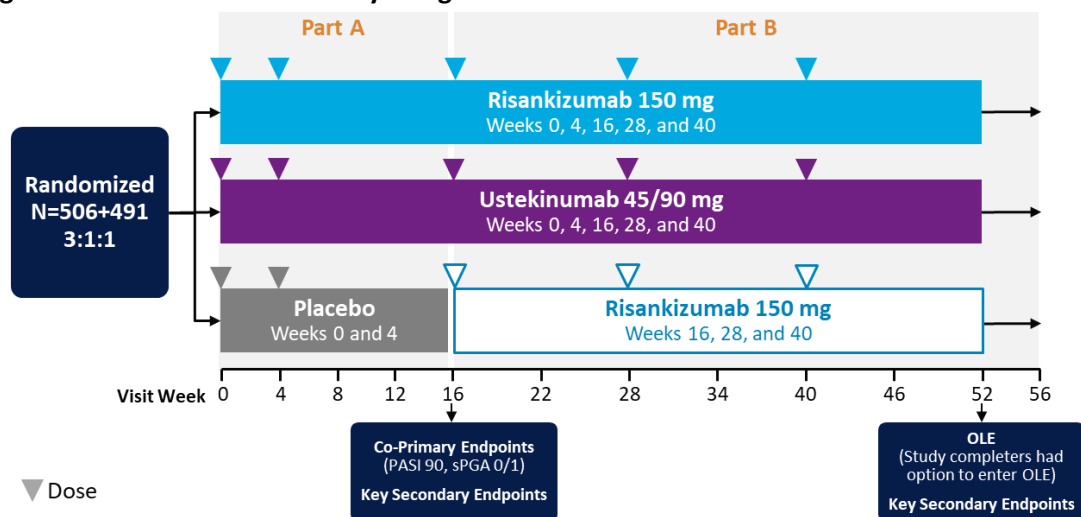 Part A
Part B
Risankizumab 150 mg
Weeks 0, 4, 16, 28, and 40
Randomized
N=506+491
3:1:1
Ustekinumab 45/90 mg
Weeks 0, 4, 16, 28, and 40
Placebo
Weeks 0 and 4
Risankizumab 150 mg
Weeks 16, 28, and 40
Visit Week 0 4 8 12 16 22 28 34 40 46 52 56
Co-Primary Endpoints
(PASI 90, sPGA 0/1)
Key Secondary Endpoints
OLE
(Study completers had
option to enter OLE)
Key Secondary Endpoints
Dose